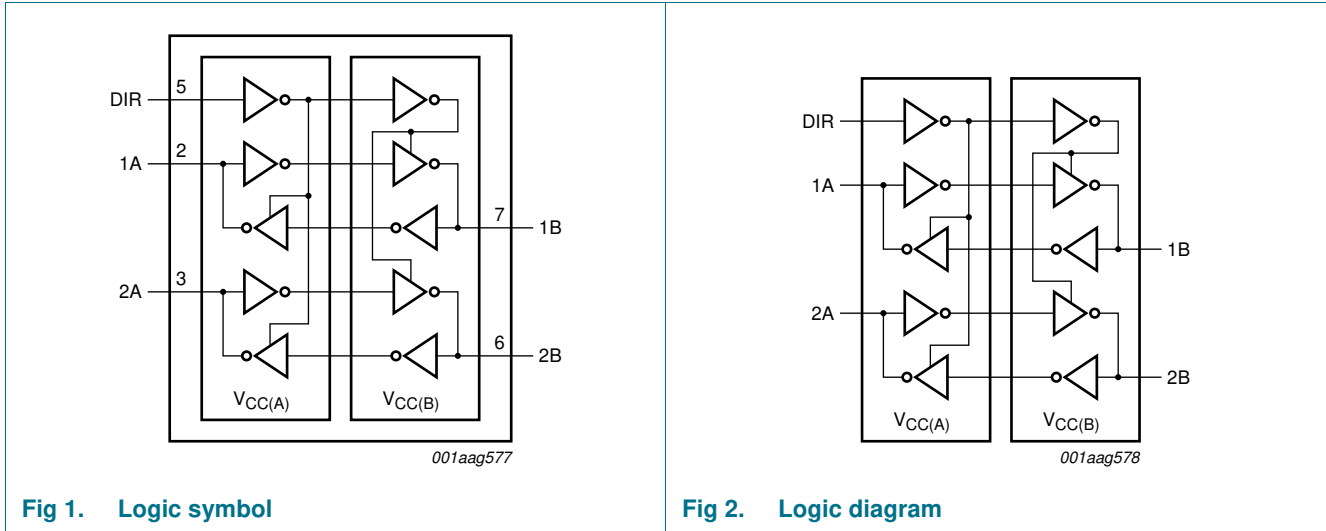 DIR 5
1A 2
7 1B
2A 3
6 2B
VCC(A) VCC(B)
001aag577
Fig 1. Logic symbol
DIR
1A
1B
2A
2B
VCC(A) VCC(B)
001aag578
Fig 2. Logic diagram